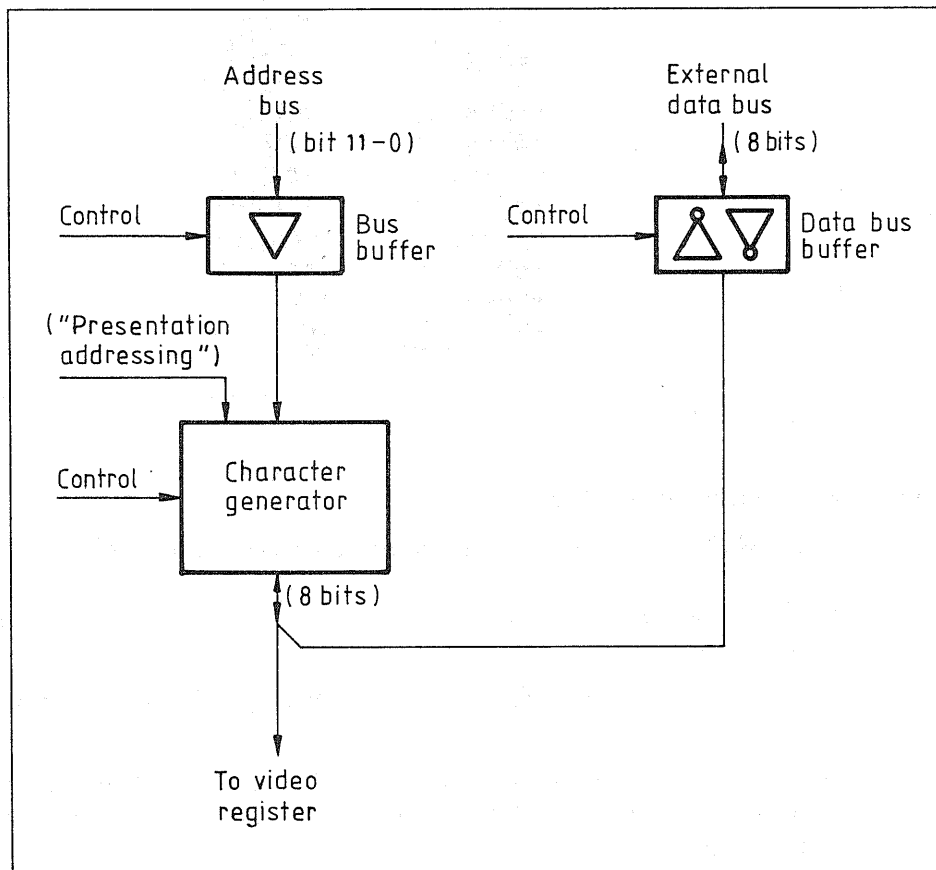 Address
bus
(bit 11-0)
Control
Bus
buffer
External
data bus
(8 bits)
Control
Data bus
buffer
("Presentation
addressing")
Control
Character
generator
(8 bits)
To video
register